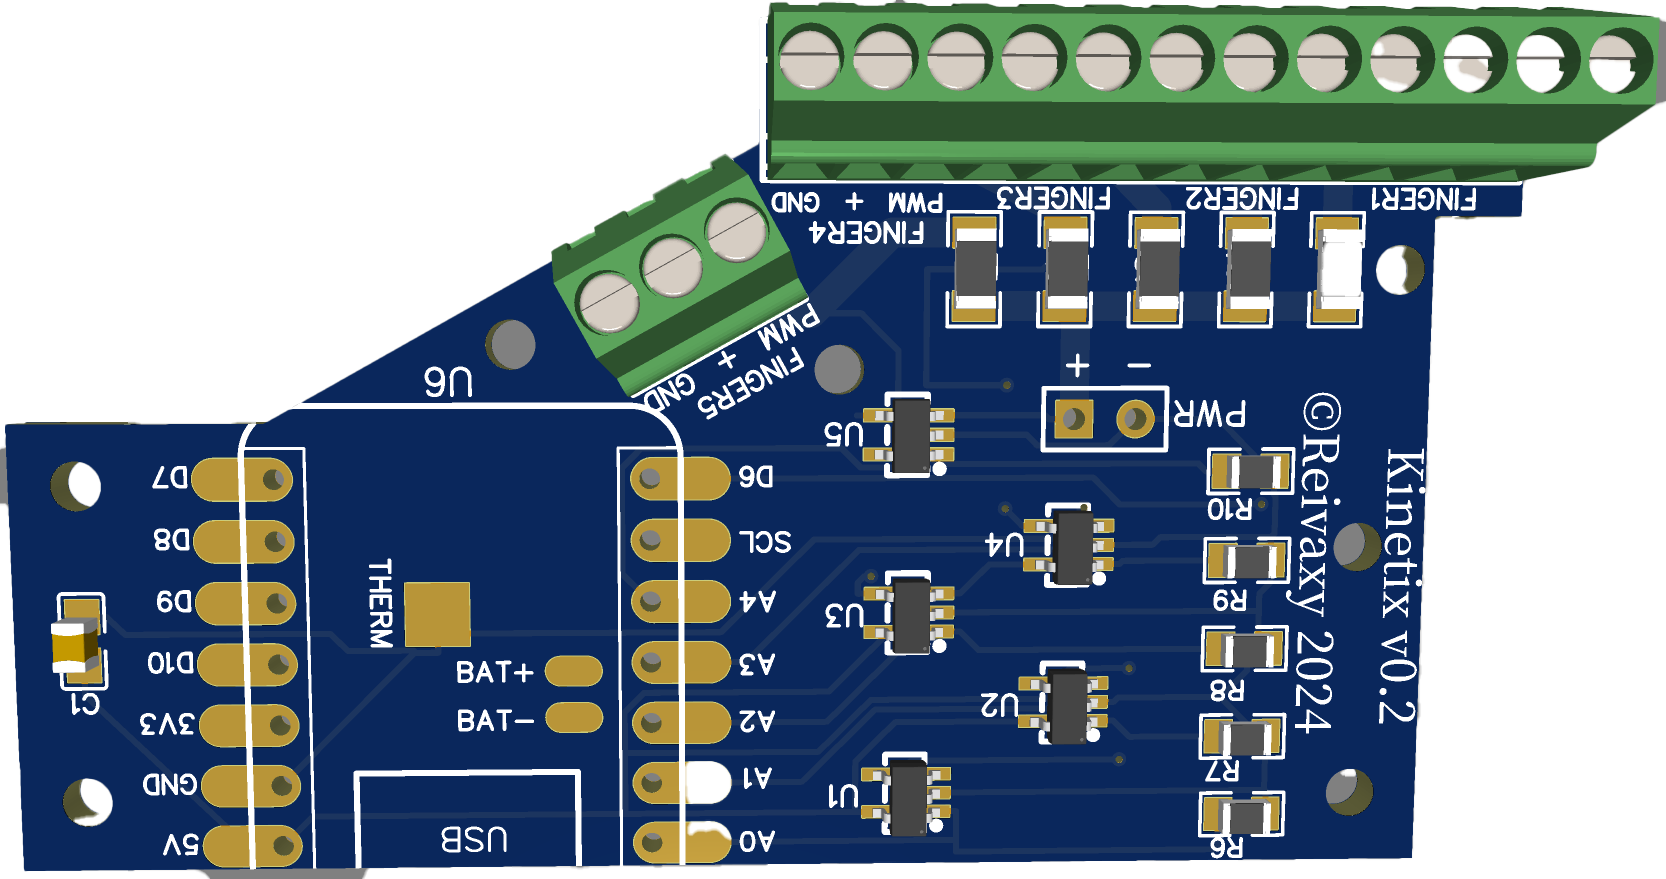 GND + PWM
FINGER4
FINGER3
FINGER2
FINGER1
PWM + GND
FINGER5
U6
+ −
PWR
U5
U4
U3
U2
U1
R10
R9
R8
R7
R6
©Reivaxy 2024
Kinetix v0.2
D7
D8
D9
D10
3V3
GND
5V
C1
THERM
BAT+
BAT-
USB
D6
SCL
A4
A3
A2
A1
A0